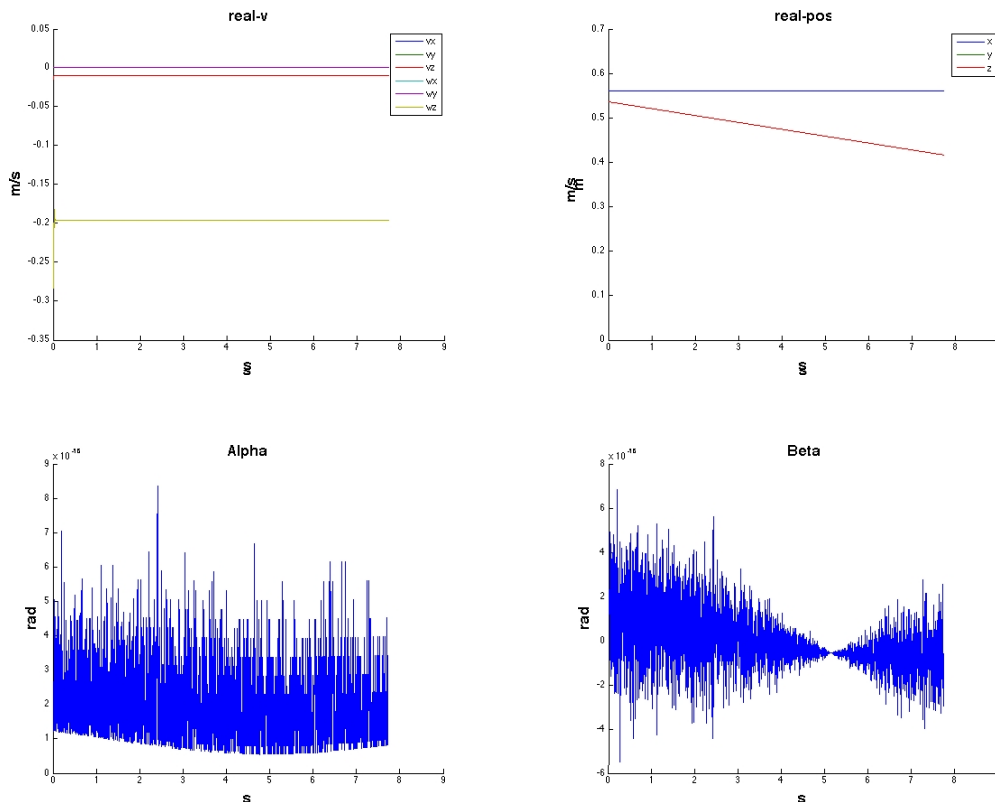 real-v
0.05
0
-0.05
-0.1
-0.15
-0.2
-0.25
-0.3
-0.35
m/s
0 1 2 3 4 5 6 7 8 9
s
vx
vy
vz
wx
wy
wz
real-pos
0.7
0.6
0.5
0.4
0.3
0.2
0.1
0
0 1 2 3 4 5 6 7 8
s
x
y
z
Alpha
9
8
7
6
5
4
3
2
1
0
rad
0 1 2 3 4 5 6 7 8 9
s
Beta
8
6
4
2
0
-2
-4
-6
rad
0 1 2 3 4 5 6 7 8
s